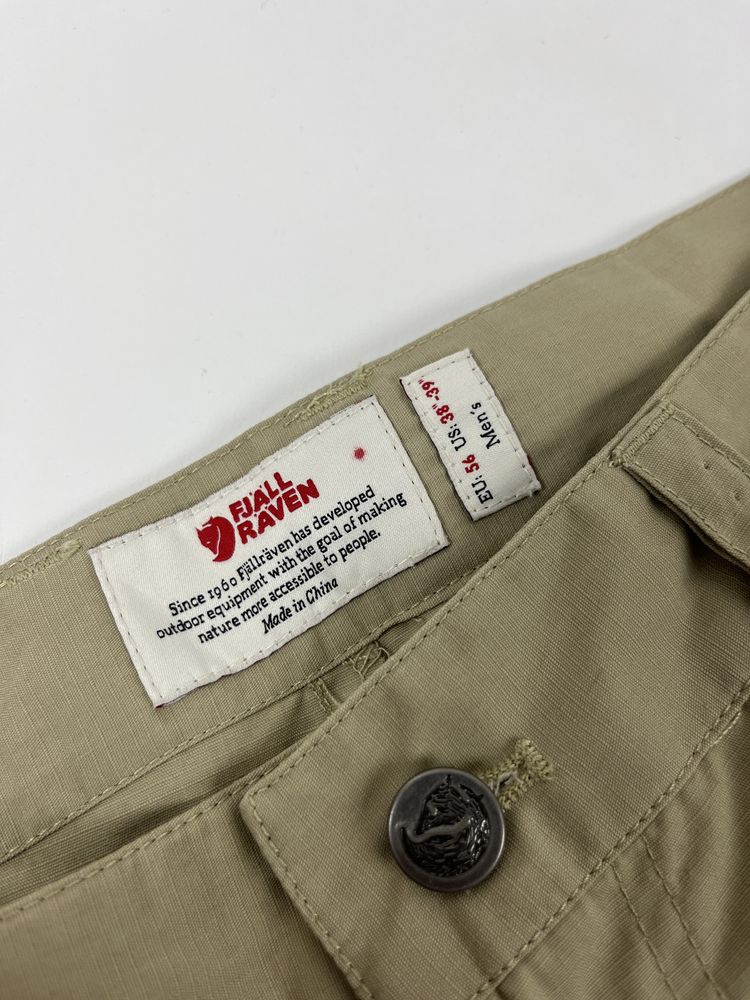 FJÄLL
RÄVEN
Since 1960 Fjällräven has developed
outdoor equipment with the goal of making
nature more accessible to people.
Made in China
EU: 56 US: 38"-39"
Men's